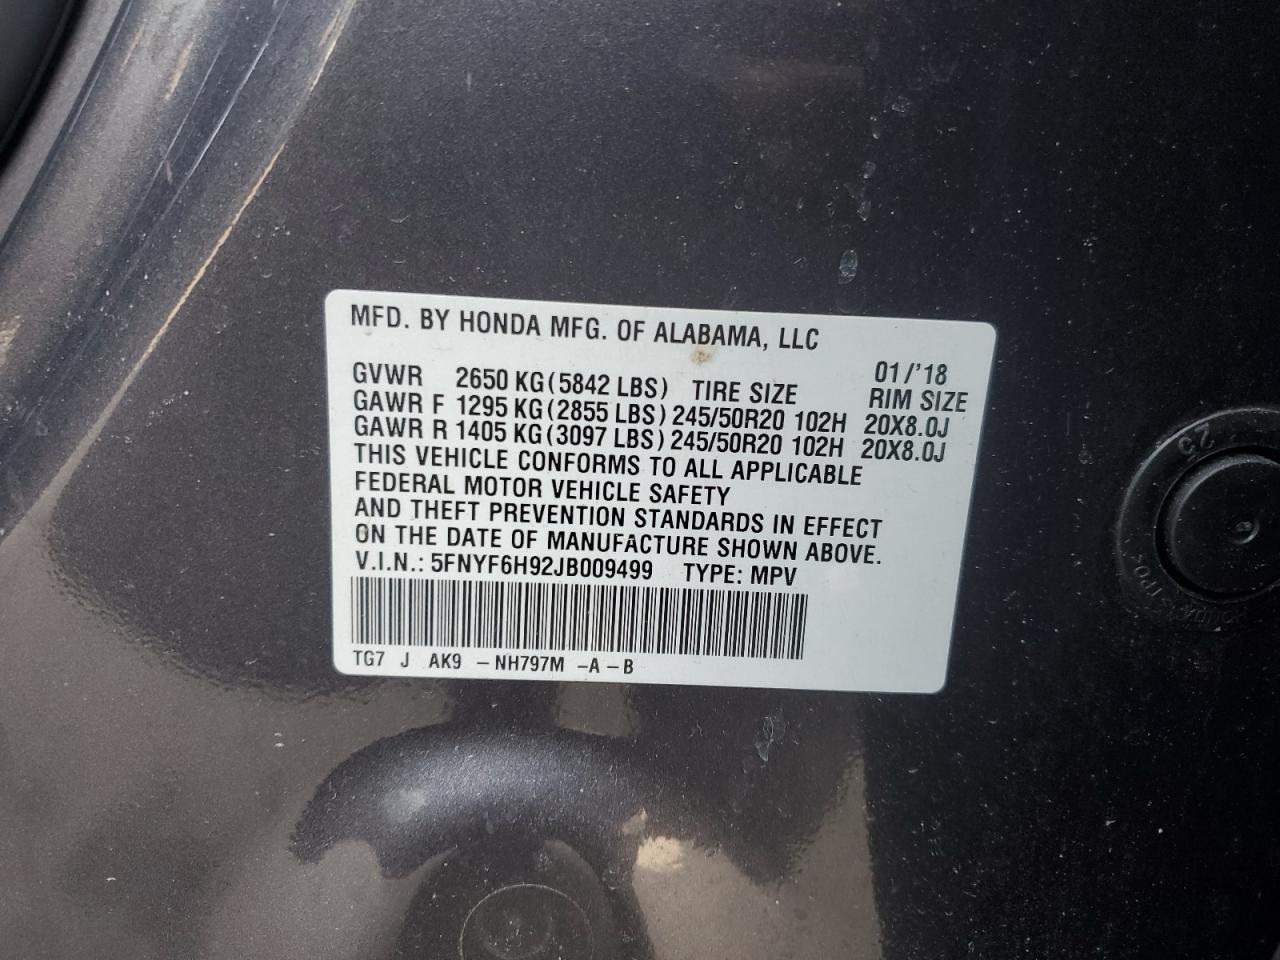 MFD. BY HONDA MFG. OF ALABAMA, LLC
01/'18
GVWR 2650 KG(5842 LBS) TIRE SIZE RIM SIZE
GAWR F 1295 KG(2855 LBS) 245/50R20 102H 20X8.0J
GAWR R 1405 KG(3097 LBS) 245/50R20 102H 20X8.0J
THIS VEHICLE CONFORMS TO ALL APPLICABLE
FEDERAL MOTOR VEHICLE SAFETY
AND THEFT PREVENTION STANDARDS IN EFFECT
ON THE DATE OF MANUFACTURE SHOWN ABOVE.
V.I.N.: 5FNYF6H92JB009499 TYPE: MPV
TG7 J AK9 -NH797M -A-B
25